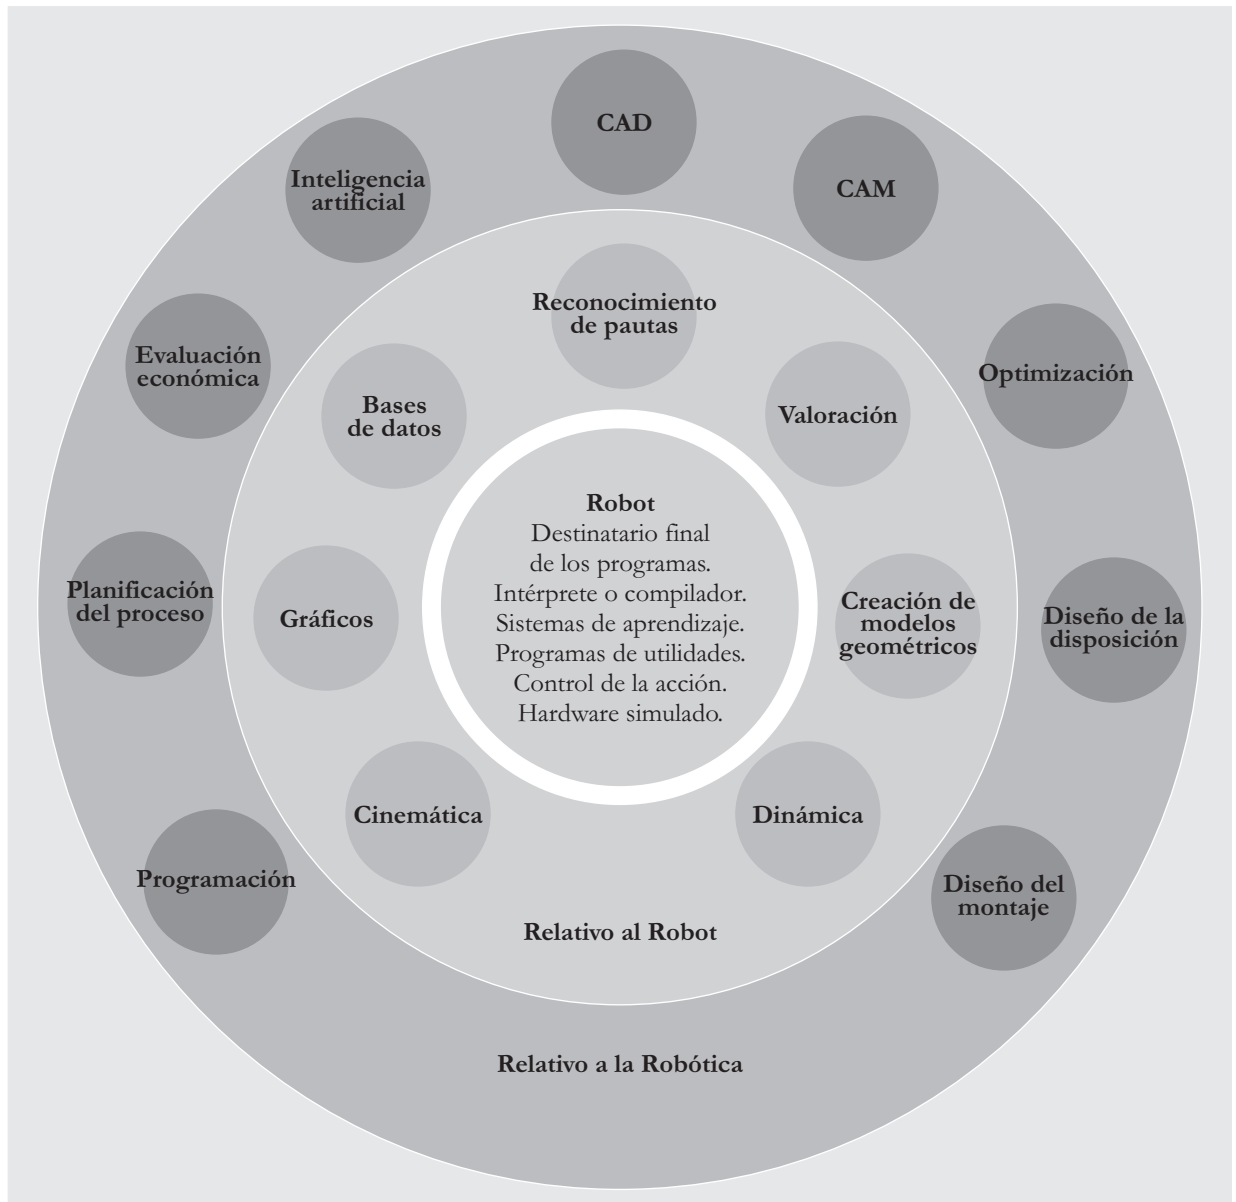 CAD
Inteligencia
artificial
CAM
Reconocimiento
de pautas
Evaluación
económica
Optimización
Bases
de datos
Valoración
Robot
Destinatario final
de los programas.
Intérprete o compilador.
Sistemas de aprendizaje.
Programas de utilidades.
Control de la acción.
Hardware simulado.
Planificación
del proceso
Gráficos
Creación de
modelos
geométricos
Diseño de la
disposición
Cinemática
Dinámica
Programación
Diseño del
montaje
Relativo al Robot
Relativo a la Robótica